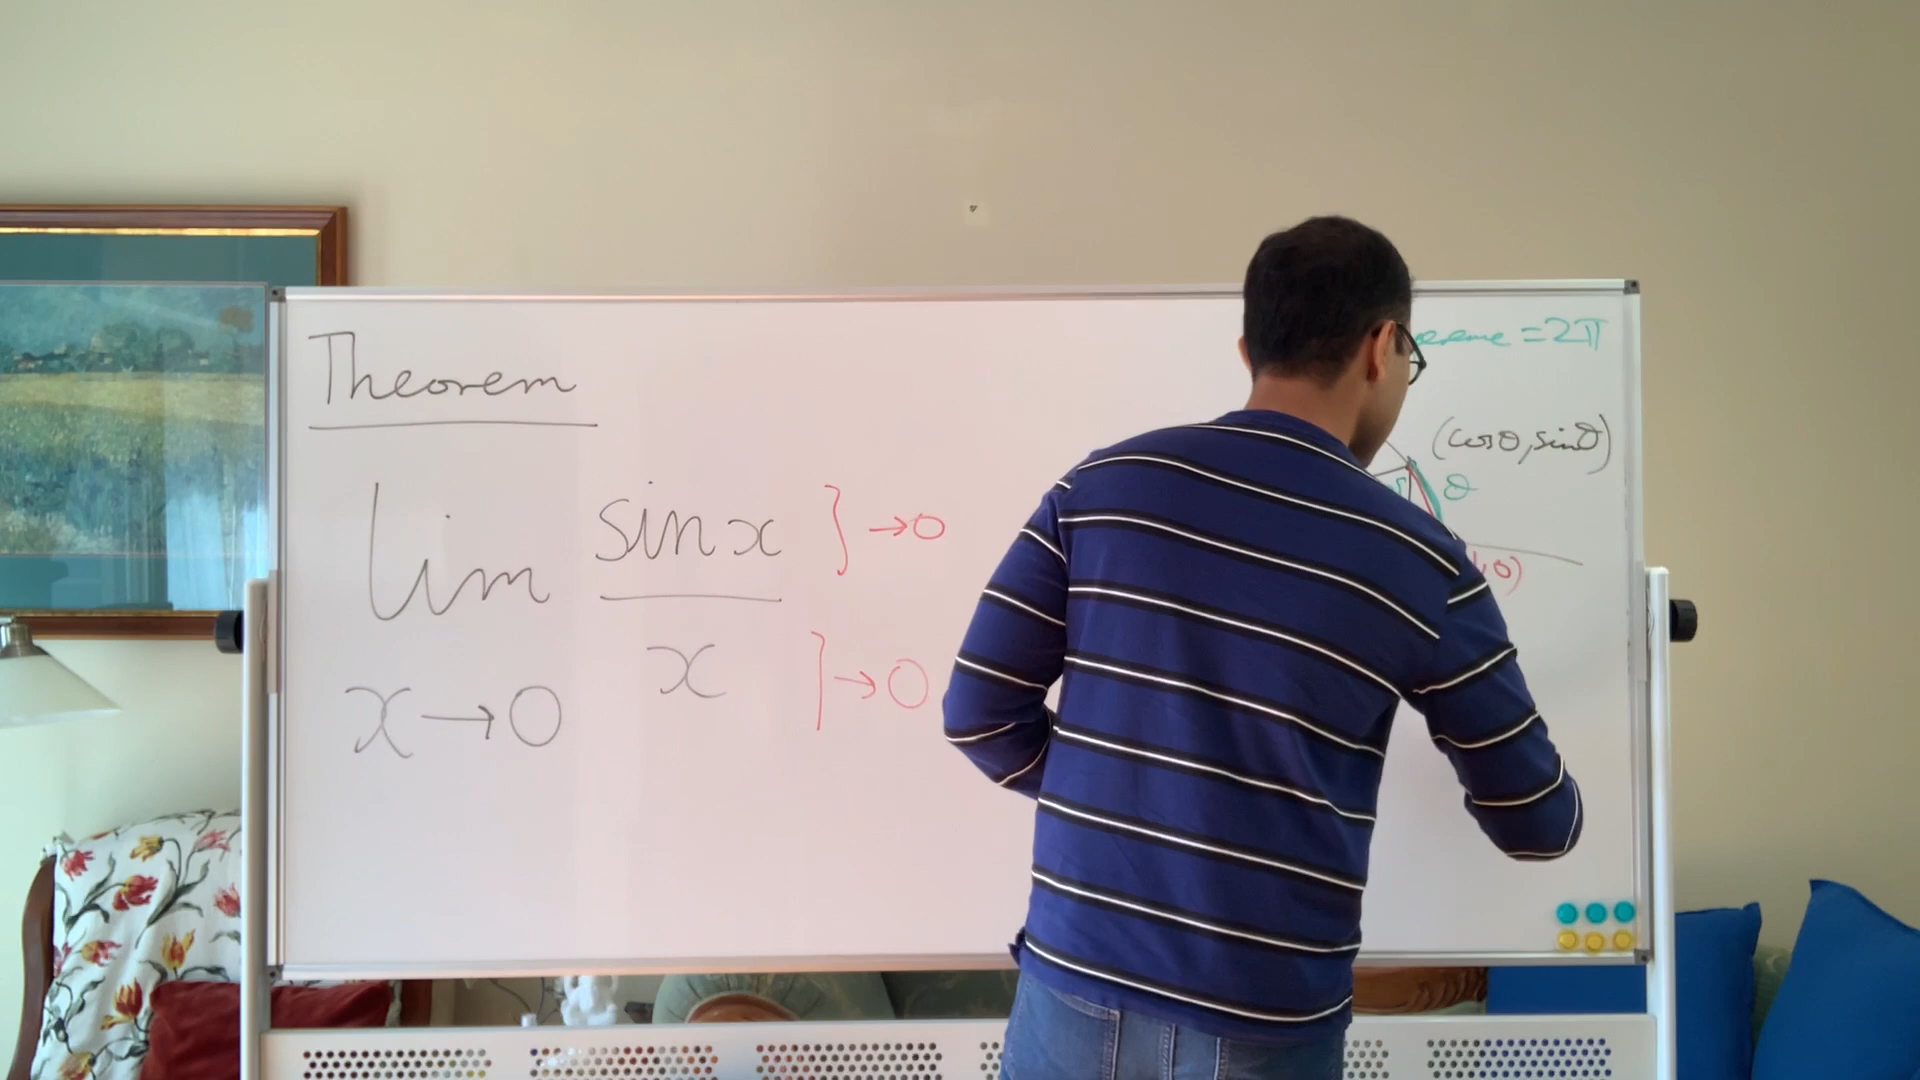 Theorem
lim sin x } →0
x→0 x } →0
=2π
(cosθ, sinθ)
θ
,0)